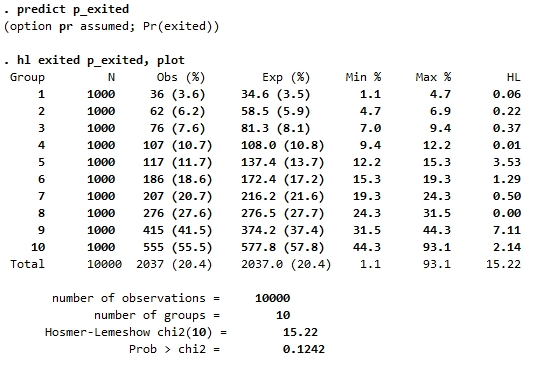 . predict p_exited
(option pr assumed; Pr(exited))
. hl exited p_exited, plot
Group N Obs (%) Exp (%) Min % Max % HL
1 1000 36 (3.6) 34.6 (3.5) 1.1 4.7 0.06
2 1000 62 (6.2) 58.5 (5.9) 4.7 6.9 0.22
3 1000 76 (7.6) 81.3 (8.1) 7.0 9.4 0.37
4 1000 107 (10.7) 108.0 (10.8) 9.4 12.2 0.01
5 1000 117 (11.7) 137.4 (13.7) 12.2 15.3 3.53
6 1000 186 (18.6) 172.4 (17.2) 15.3 19.3 1.29
7 1000 207 (20.7) 216.2 (21.6) 19.3 24.3 0.50
8 1000 276 (27.6) 276.5 (27.7) 24.3 31.5 0.00
9 1000 415 (41.5) 374.2 (37.4) 31.5 44.3 7.11
10 1000 555 (55.5) 577.8 (57.8) 44.3 93.1 2.14
Total 10000 2037 (20.4) 2037.0 (20.4) 1.1 93.1 15.22
number of observations = 10000
number of groups = 10
Hosmer-Lemeshow chi2(10) = 15.22
Prob > chi2 = 0.1242